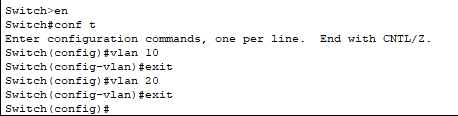 Switch>en
Switch#conf t
Enter configuration commands, one per line.  End with CNTL/Z.
Switch(config)#vlan 10
Switch(config-vlan)#exit
Switch(config)#vlan 20
Switch(config-vlan)#exit
Switch(config)#